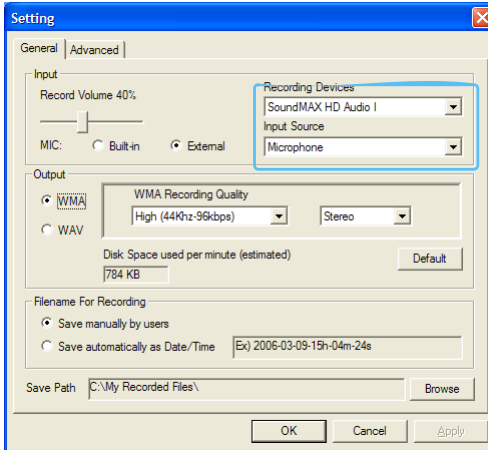 Setting
General Advanced
Input
Record Volume 40%
MIC: Built-in External
Recording Devices
SoundMAX HD Audio I
Input Source
Microphone
Output
WMA
WAV
WMA Recording Quality
High (44Khz-96kbps) Stereo
Disk Space used per minute (estimated)
784 KB
Default
Filename For Recording
Save manually by users
Save automatically as Date/Time Ex) 2006-03-09-15h-04m-24s
Save Path C:\My Recorded Files\ Browse
OK Cancel Apply